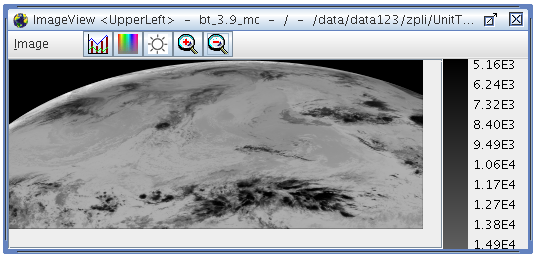 ImageView <UpperLeft> - bt_3.9_mc - / - /data/data123/zpli/UnitT...
Image
5.16E3
6.24E3
7.32E3
8.40E3
9.49E3
1.06E4
1.17E4
1.27E4
1.38E4
1.49E4